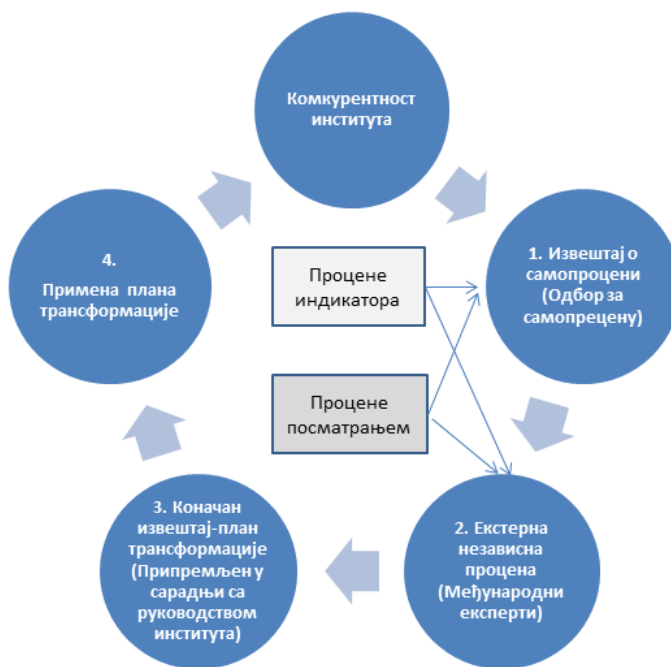 Комкурентност
института
1. Извештај о
самопроцени
(Одбор за
самопрецену)
2. Екстерна
независна
процена
(Међународни
експерти)
3. Коначан
извештај-план
трансформације
(Припремљен у
сарадњи са
руководством
института)
4.
Примена плана
трансформације
Процене
индикатора
Процене
посматрањем